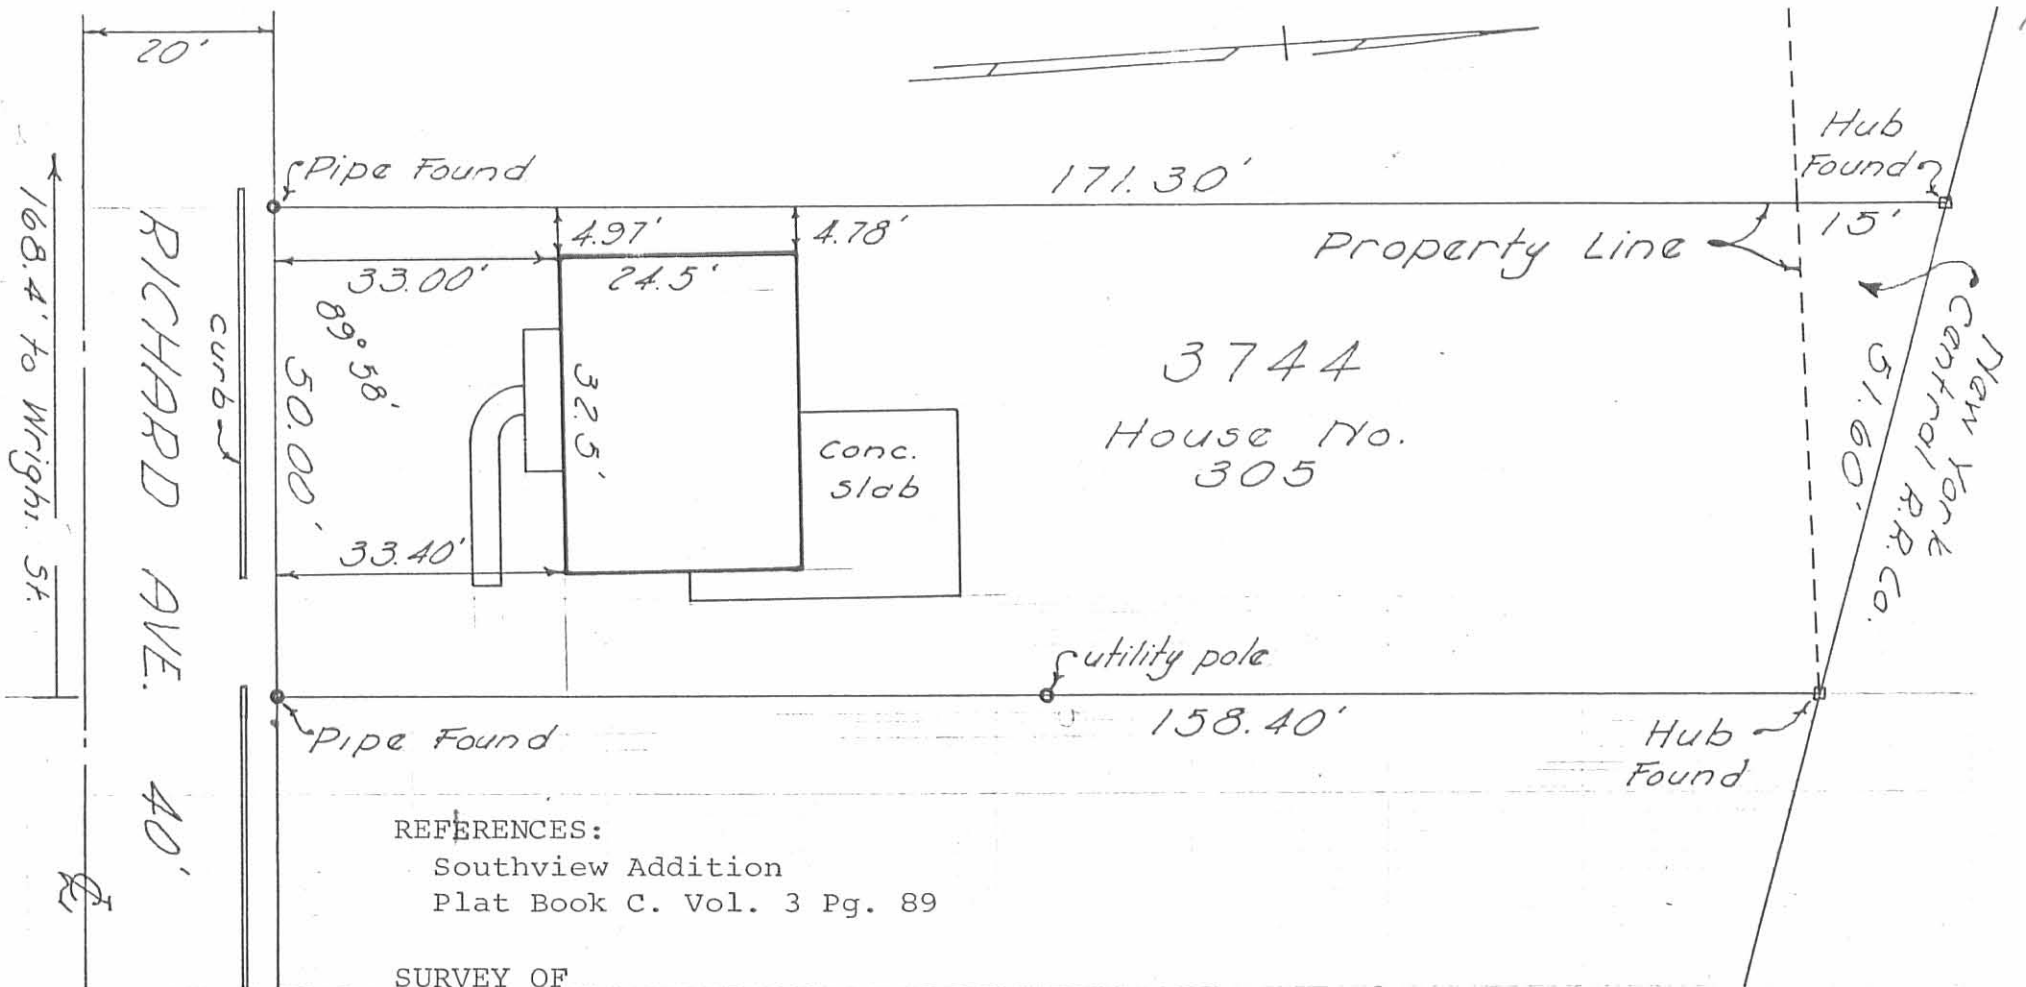 20'
Pipe Found
171.30'
Hub
Found
15'
4.97'
4.78'
33.00'
24.5'
Property Line
168.4' to Wright. St.
RICHARD AVE. 40'
curb
89° 58'
50.00'
32.5'
3744
House No.
305
conc.
slab
New York
Central R.R. Co.
51.60'
33.40'
utility pole
158.40'
Pipe Found
Hub
Found
REFERENCES:
Southview Addition
Plat Book C. Vol. 3 Pg. 89
SURVEY OF